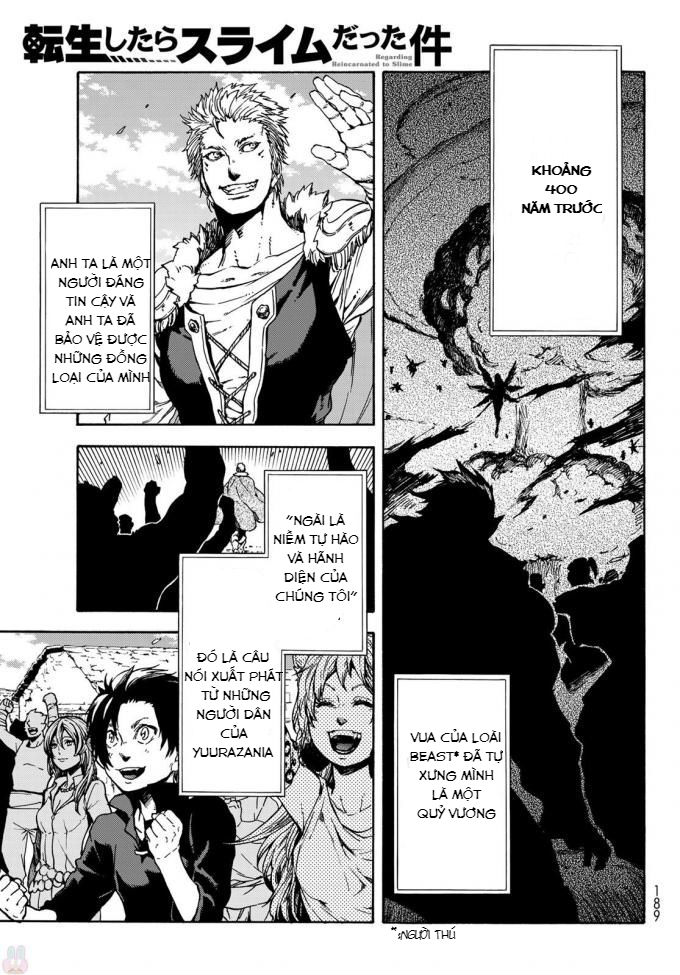 転生したらスライムだった件
Regarding
Reincarnated to Slime
KHOẢNG
400
NĂM TRƯỚC
VUA CỦA LOÀI
BEAST* ĐÃ TỰ
XƯNG MÌNH
LÀ MỘT
QUỶ VƯƠNG
*:NGƯỜI THÚ
ANH TA LÀ MỘT
NGƯỜI ĐÁNG
TIN CẬY VÀ
ANH TA ĐÃ
BẢO VỆ ĐƯỢC
NHỮNG ĐỒNG
LOẠI CỦA MÌNH
"NGÀI LÀ
NIỀM TỰ HÀO
VÀ HÃNH
DIỆN CỦA
CHÚNG TÔI"
ĐÓ LÀ CÂU
NÓI XUẤT PHÁT
TỪ NHỮNG
NGƯỜI DÂN
CỦA
YUURAZANIA
189